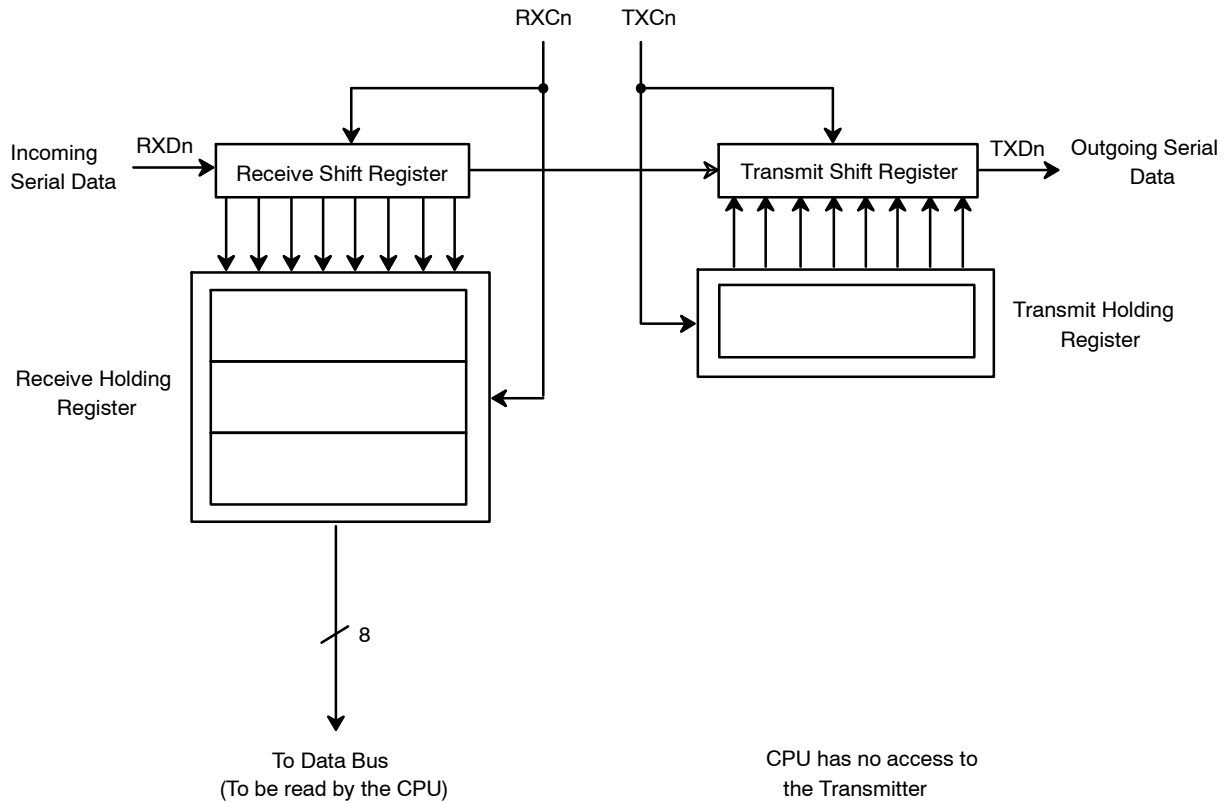 RXCn
TXCn
Incoming
Serial Data
RXDn
Receive Shift Register
Transmit Shift Register
TXDn
Outgoing Serial
Data
Receive Holding
Register
Transmit Holding
Register
8
To Data Bus
(To be read by the CPU)
CPU has no access to
the Transmitter